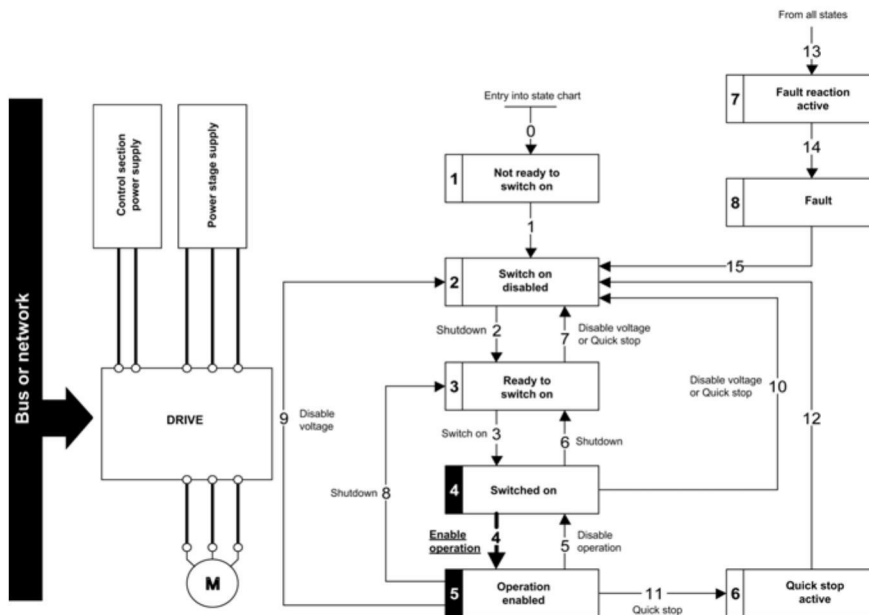 From all states
13
7
Fault reaction
active
14
8
Fault
15
Entry into state chart
0
1
Not ready to
switch on
1
2
Switch on
disabled
Shutdown
2
7
Disable voltage
or Quick stop
3
Ready to
switch on
Switch on
3
6
Shutdown
4
Switched on
Enable
operation
4
5
Disable
operation
5
Operation
enabled
11
Quick stop
6
Quick stop
active
Disable voltage
or Quick stop
10
12
9
Disable
voltage
Shutdown
8
Bus or network
Control section
power supply
Power stage supply
DRIVE
M